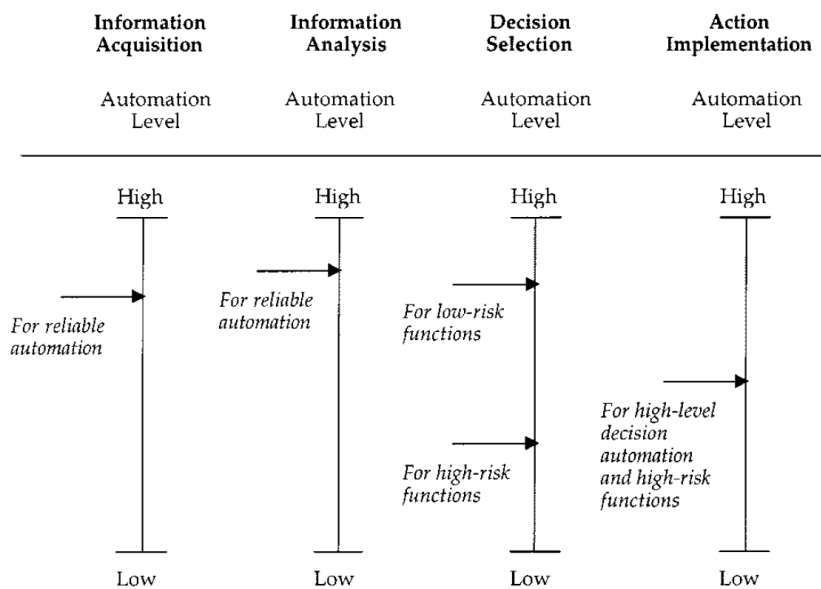 Information
Acquisition
Information
Analysis
Decision
Selection
Action
Implementation
Automation
Level
Automation
Level
Automation
Level
Automation
Level
High
High
High
High
For reliable
automation
For reliable
automation
For low-risk
functions
For high-risk
functions
For high-level
decision
automation
and high-risk
functions
Low
Low
Low
Low